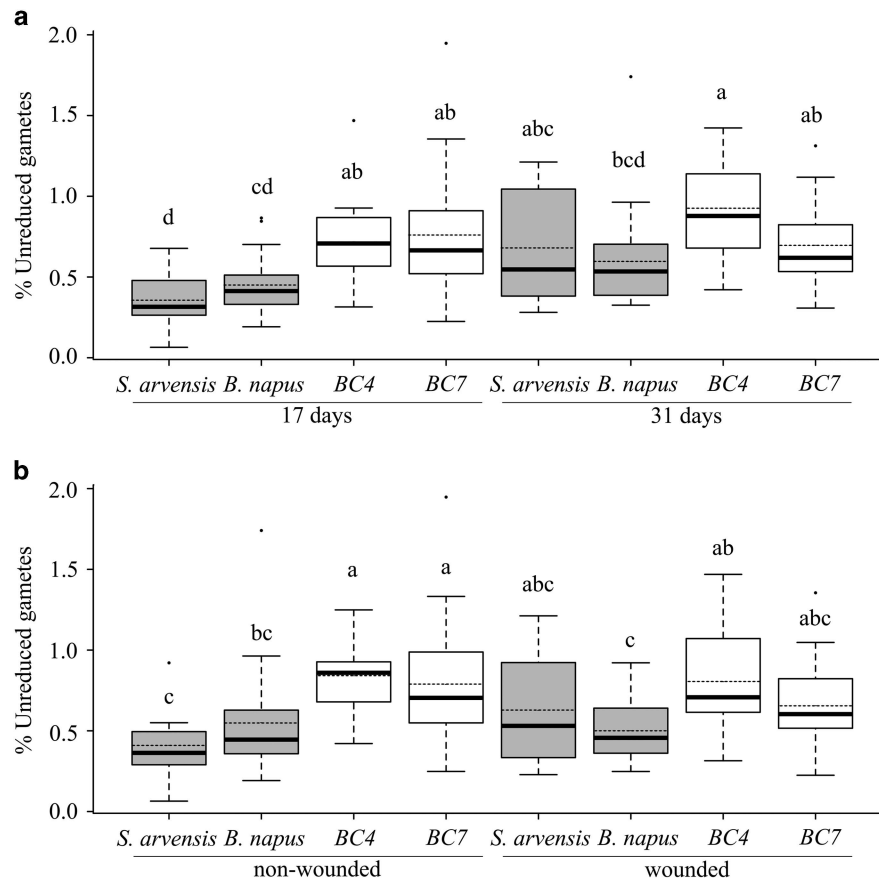 a
2.0
1.5
1.0
0.5
0.0
% Unreduced gametes
d
cd
ab
ab
abc
bcd
a
ab
S. arvensis B. napus BC4 BC7 S. arvensis B. napus BC4 BC7
17 days 31 days
b
2.0
1.5
1.0
0.5
0.0
% Unreduced gametes
c
bc
a
a
abc
c
ab
abc
S. arvensis B. napus BC4 BC7 S. arvensis B. napus BC4 BC7
non-wounded wounded